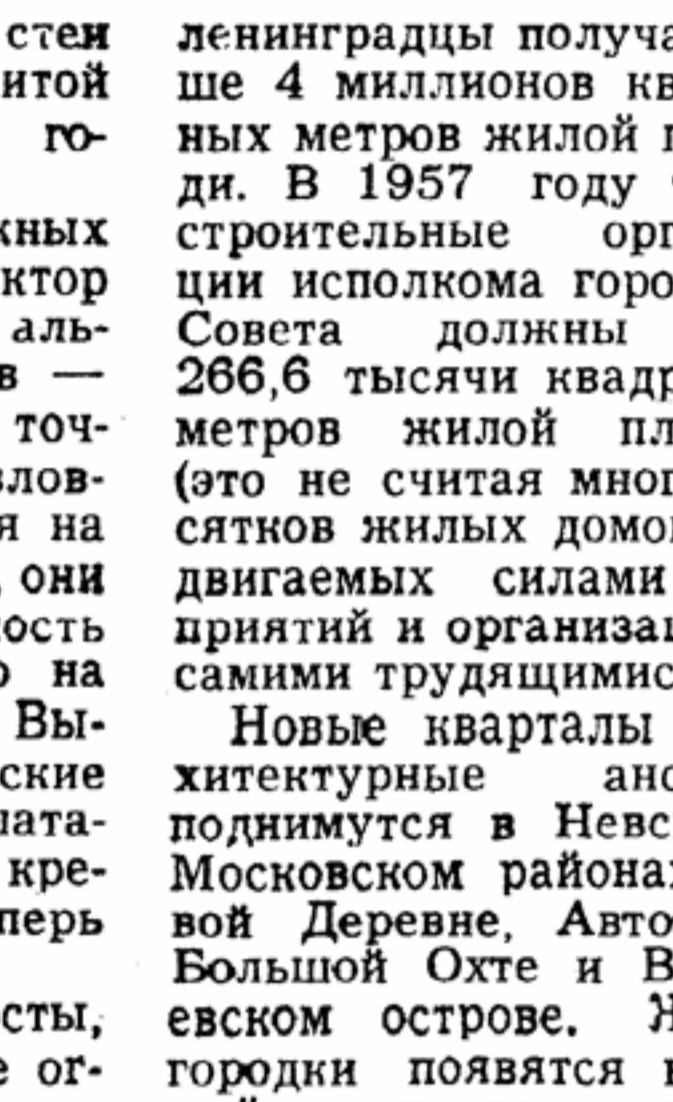 стен
итой
го-
жных
ктор
аль-
в —
точ-
лов-
я на
они
ость
на
Вы-
ские
ата-
кре-
перь
сты,
е ог-
ленинградцы получа
ше 4 миллионов кв
ных метров жилой п
ди. В 1957 году
строительные орг
ции исполкома горо
Совета должны
266,6 тысячи квадр
метров жилой пл
(это не считая мног
сятков жилых домо
двигаемых силами
приятий и организа
самими трудящимис
Новые кварталы
хитектурные анс
поднимутся в Невс
Московском района
вой Деревне, Авто
Большой Охте и В
евском острове. Ж
городки появятся